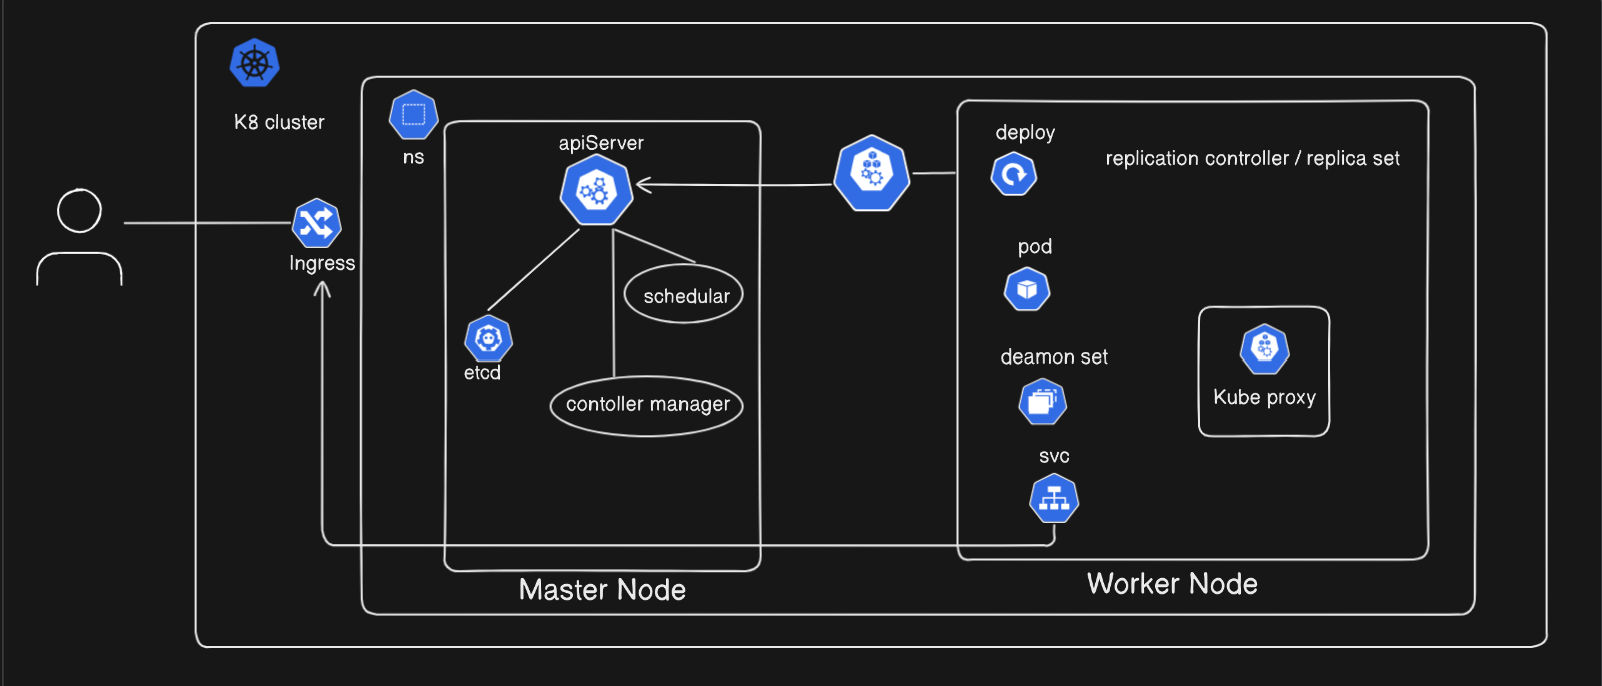 K8 cluster
ns
Ingress
apiServer
schedular
etcd
contoller manager
Master Node
deploy
replication controller / replica set
pod
deamon set
Kube proxy
svc
Worker Node